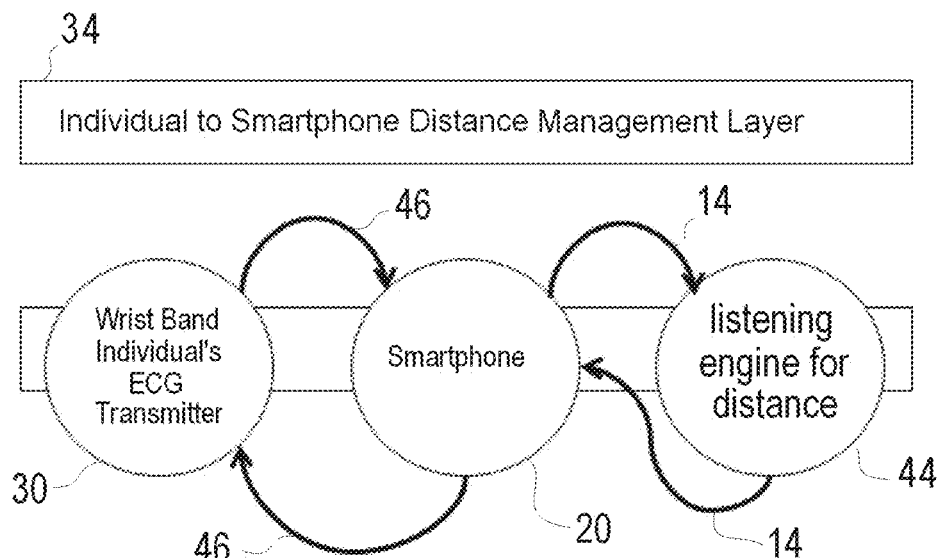 34
Individual to Smartphone Distance Management Layer
46
14
Wrist Band
Individual's
ECG
Transmitter
Smartphone
listening
engine for
distance
30
46
20
14
44